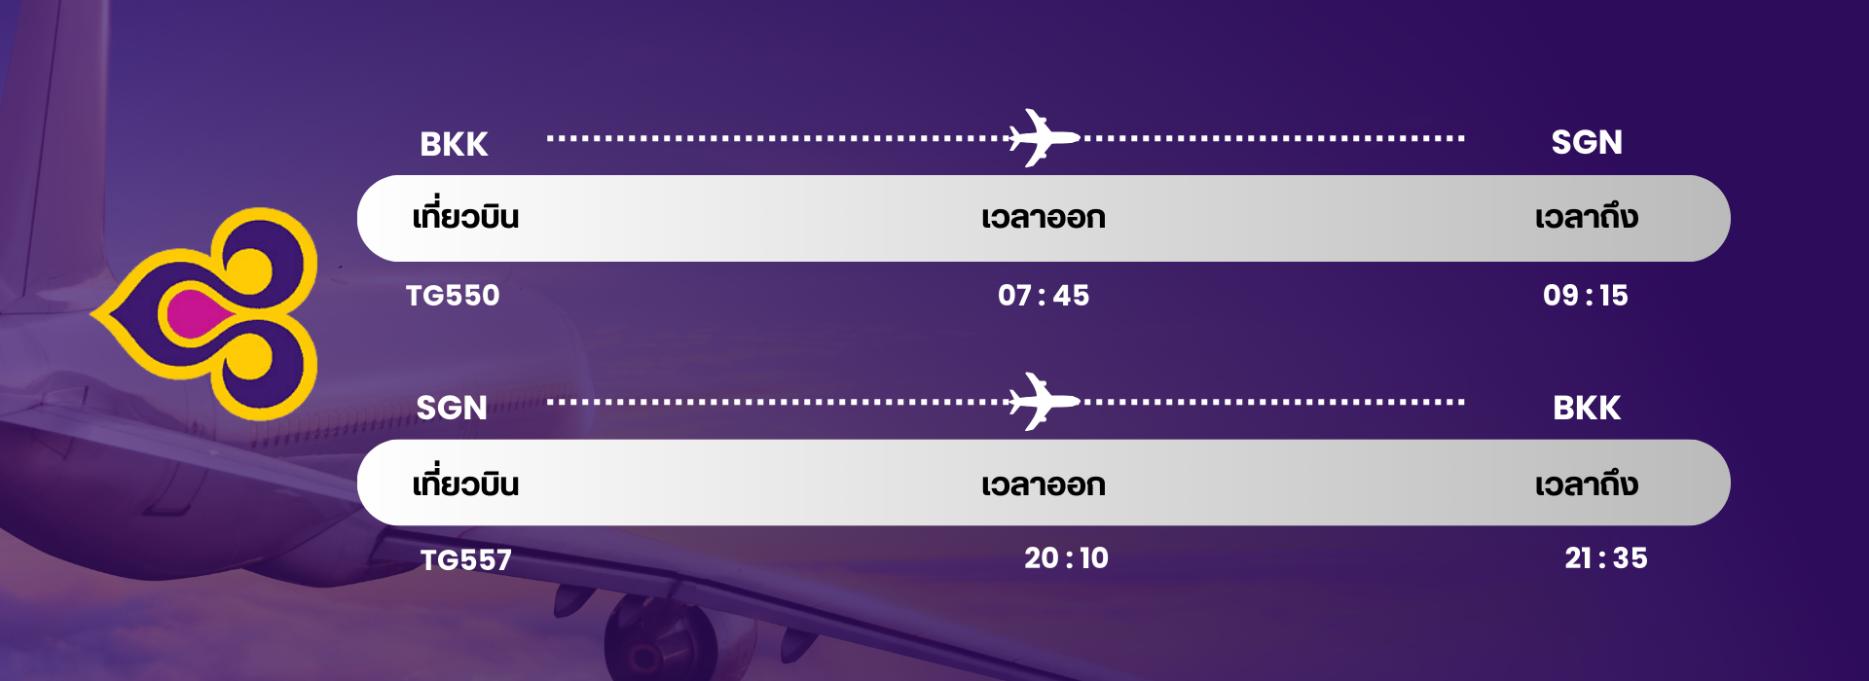 BKK SGN
เที่ยวบิน เวลาออก เวลาถึง
TG550 07 : 45 09 : 15
SGN BKK
เที่ยวบิน เวลาออก เวลาถึง
TG557 20 : 10 21 : 35